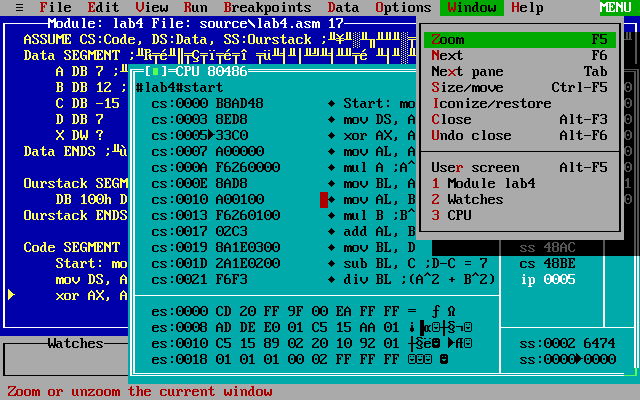 ≡ File Edit View Run Breakpoints Data Options Window Help MENU
Module: lab4 File: source\lab4.asm 17
ASSUME CS:Code, DS:Data, SS:Ourstack
Data SEGMENT
A DB 7 ;
B DB 12 ;
C DB -15
D DB 7
X DW ?
Data ENDS
Ourstack SEGM
DB 100h D
Ourstack ENDS
Code SEGMENT
Start: mo
mov DS, A
xor AX, A
[▪]=CPU 80486
#lab4#start
cs:0000 B8AD48 ♦ Start: mo
cs:0003 8ED8 ♦ mov DS, A
cs:0005▶33C0 ♦ xor AX, A
cs:0007 A00000 ♦ mov AL, A
cs:000A F6260000 ♦ mul A ;A^
cs:000E 8AD8 ♦ mov BL, A
cs:0010 A00100 ♦ mov AL, B
cs:0013 F6260100 ♦ mul B ;B^
cs:0017 02C3 ♦ add AL, B
cs:0019 8A1E0300 ♦ mov BL, D
cs:001D 2A1E0200 ♦ sub BL, C ;D-C = 7
cs:0021 F6F3 ♦ div BL ;(A^2 + B^2)
ss 48AC
cs 48BE
ip 0005
es:0000 CD 20 FF 9F 00 EA FF FF = ƒ Ω
es:0008 AD DE E0 01 C5 15 AA 01
es:0010 C5 15 89 02 20 10 92 01
es:0018 01 01 01 00 02 FF FF FF
ss:0002 6474
ss:0000▶0000
Zoom F5
Next F6
Next pane Tab
Size/move Ctrl-F5
Iconize/restore
Close Alt-F3
Undo close Alt-F6
User screen Alt-F5
1 Module lab4
2 Watches
3 CPU
Watches
Zoom or unzoom the current window